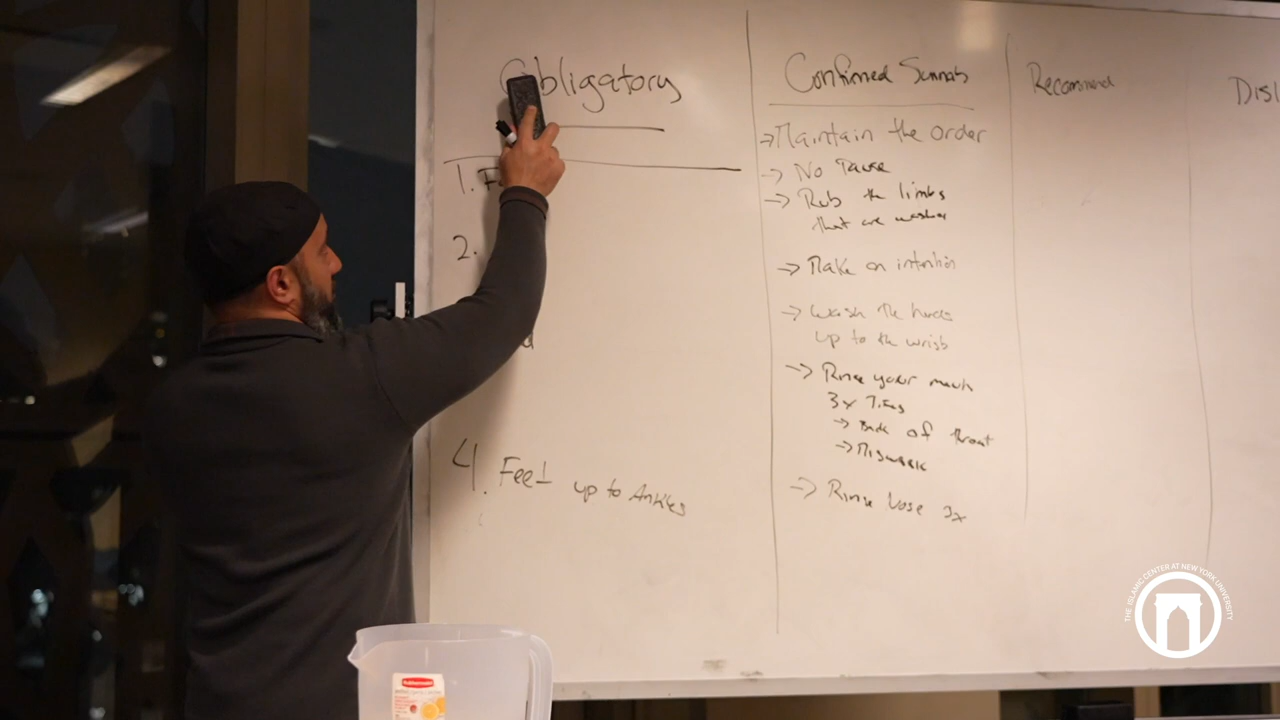 Obligatory
1. F
2.
4. Feet up to Ankles
Confirmed Sunnah
→ Maintain the order
→ No Pause
→ Rub the limbs
that are washed
→ Make an intention
→ Wash the hands
up to the wrists
→ Rinse your mouth
3x Times
→ Back of throat
→ Miswak
→ Rinse Nose 3x
Recommend
Disl
Rubbermaid
THE ISLAMIC CENTER AT NEW YORK UNIVERSITY